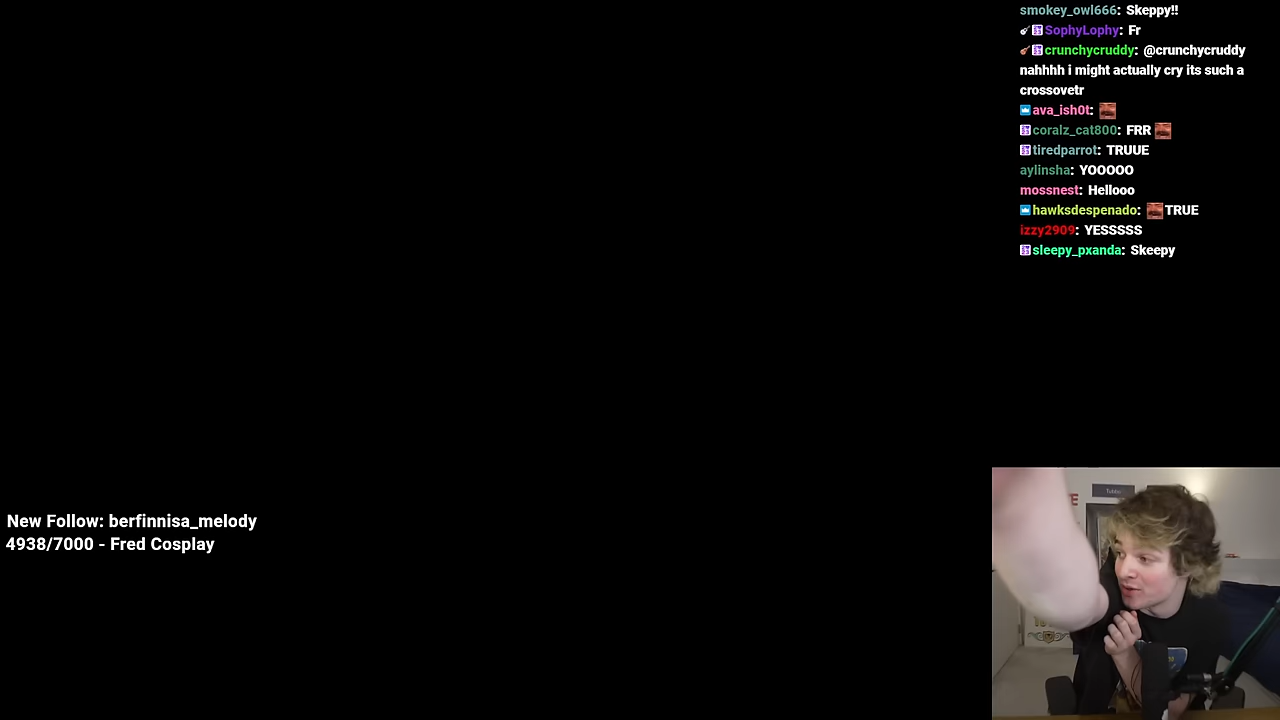 smokey_owl666: Skeppy!!
SophyLophy: Fr
crunchycruddy: @crunchycruddy
nahhhh i might actually cry its such a
crossovetr
ava_ish0t:
coralz_cat800: FRR
tiredparrot: TRUUE
aylinsha: YOOOOO
mossnest: Hellooo
hawksdespenado: TRUE
izzy2909: YESSSSS
sleepy_pxanda: Skeepy
New Follow: berfinnisa_melody
4938/7000 - Fred Cosplay